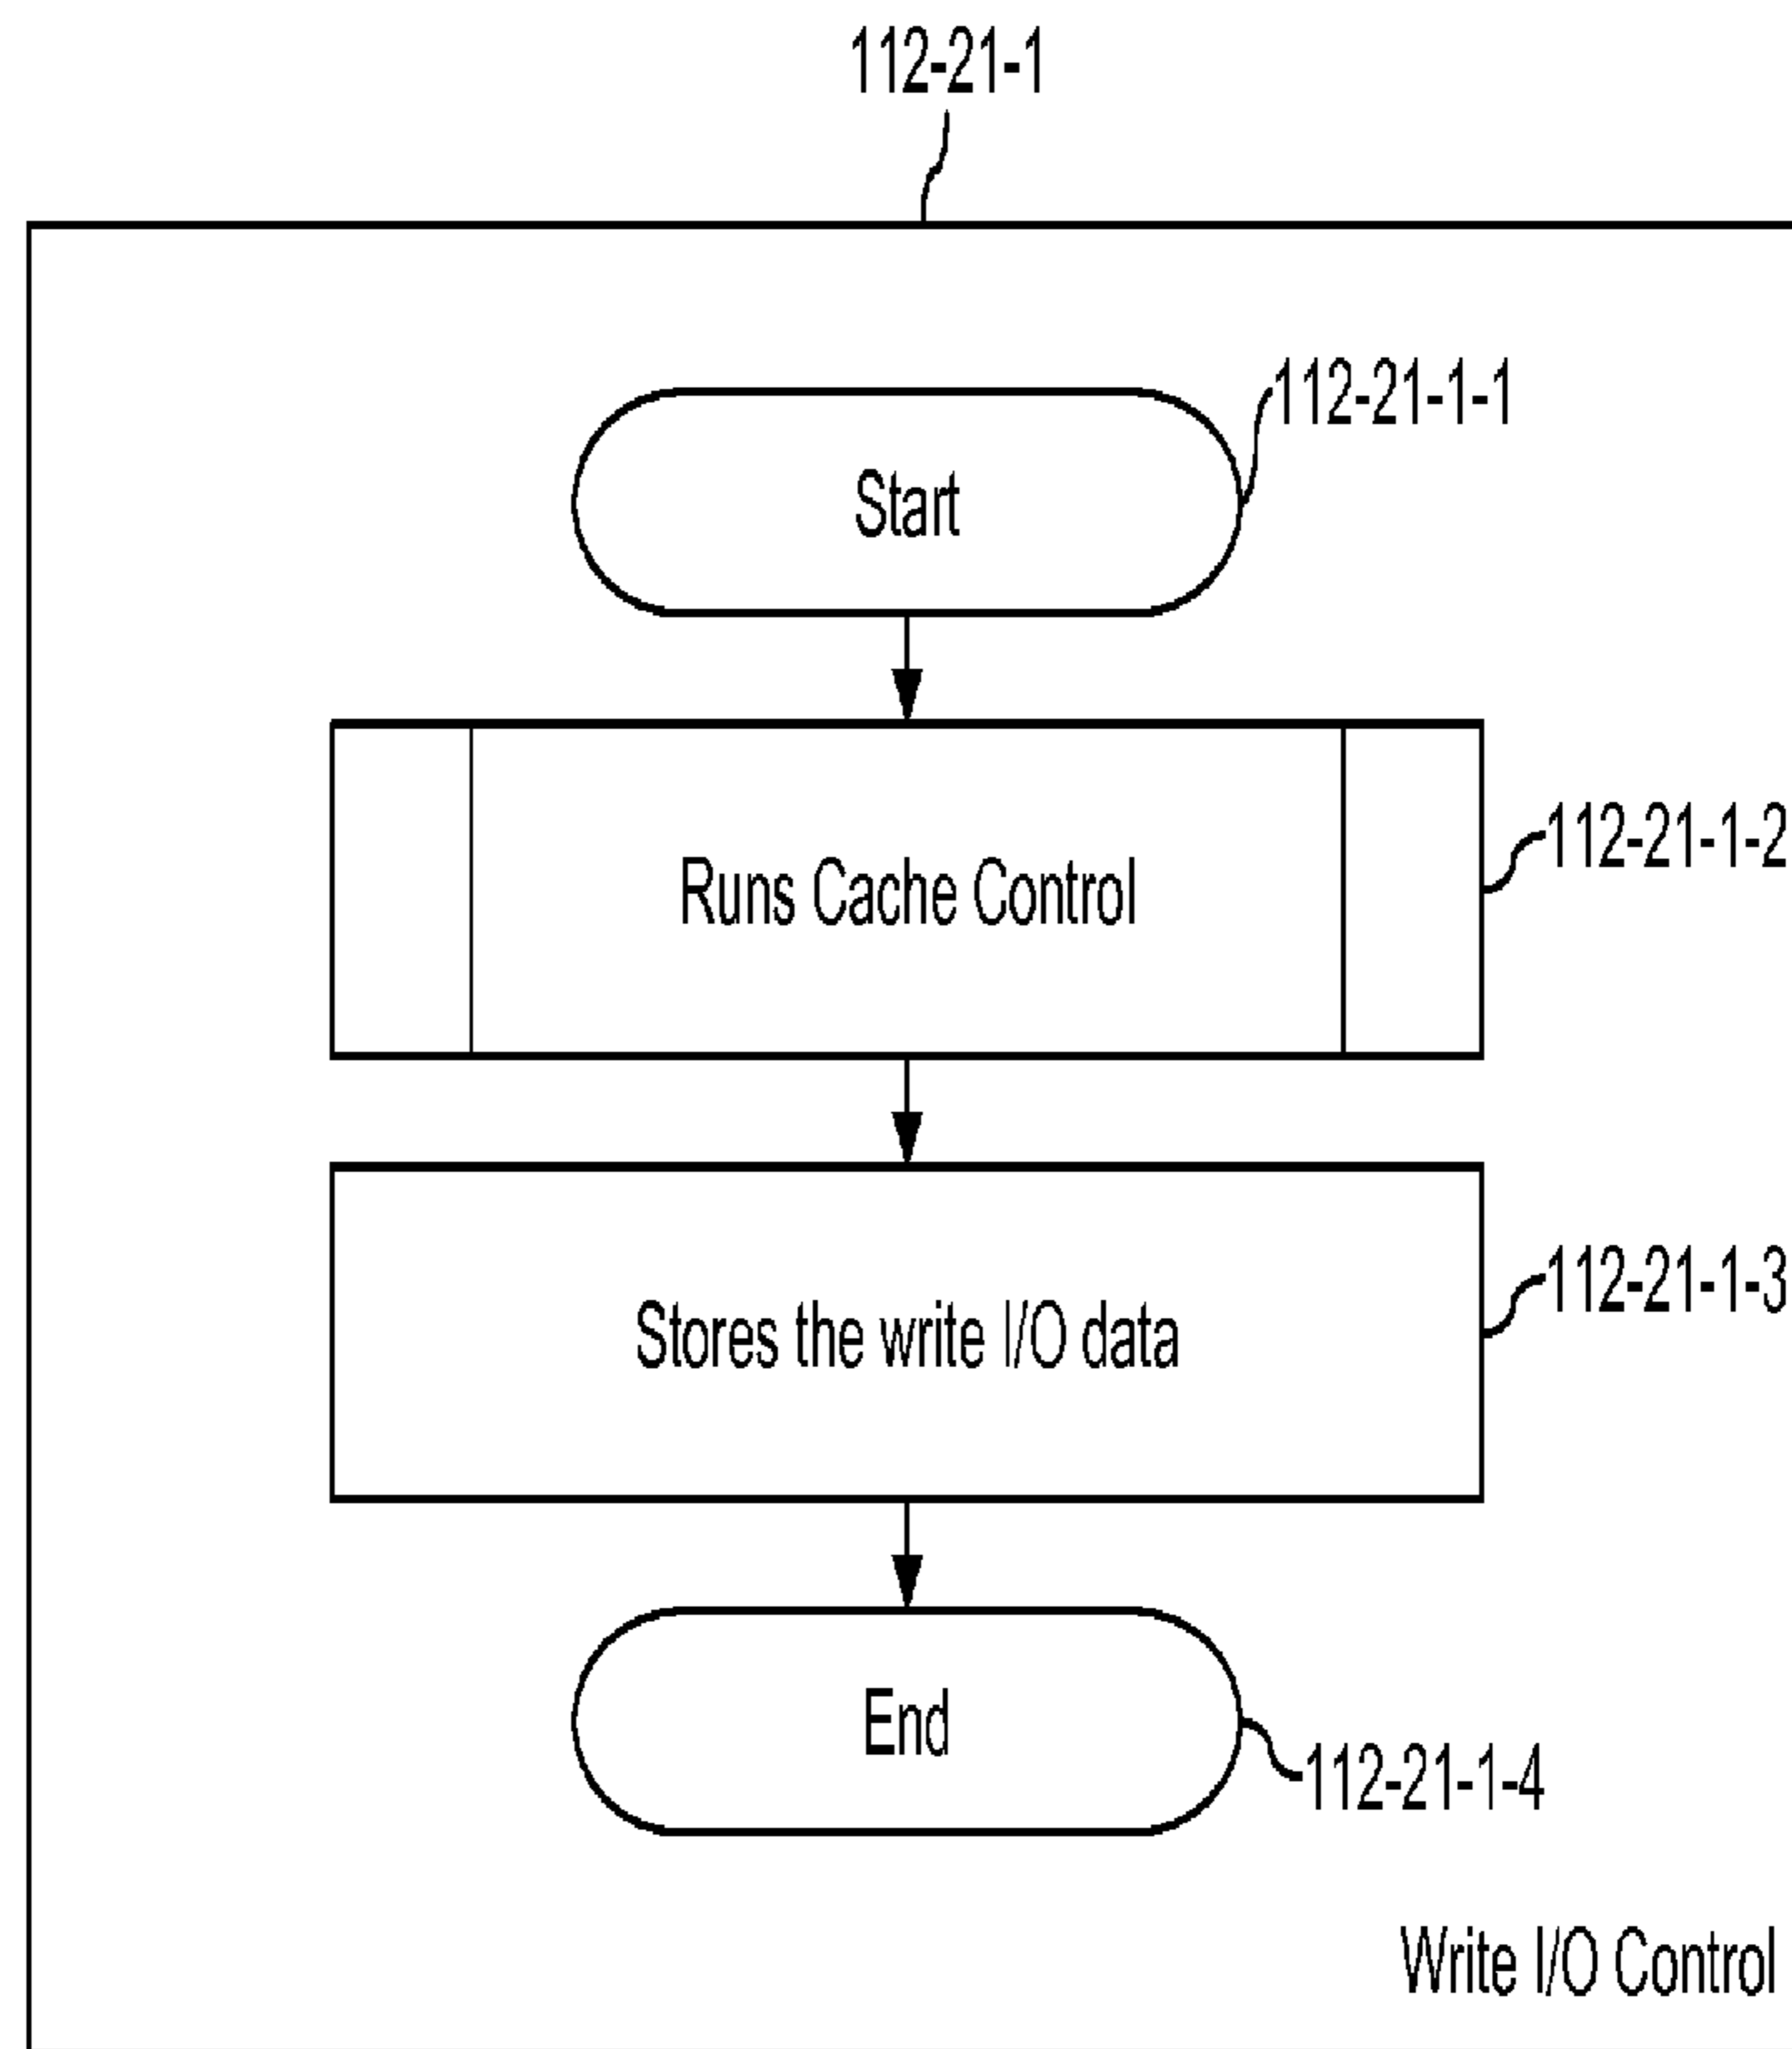 112-21-1
112-21-1-1
Start
112-21-1-2
Runs Cache Control
112-21-1-3
Stores the write I/O data
End
112-21-1-4
Write I/O Control